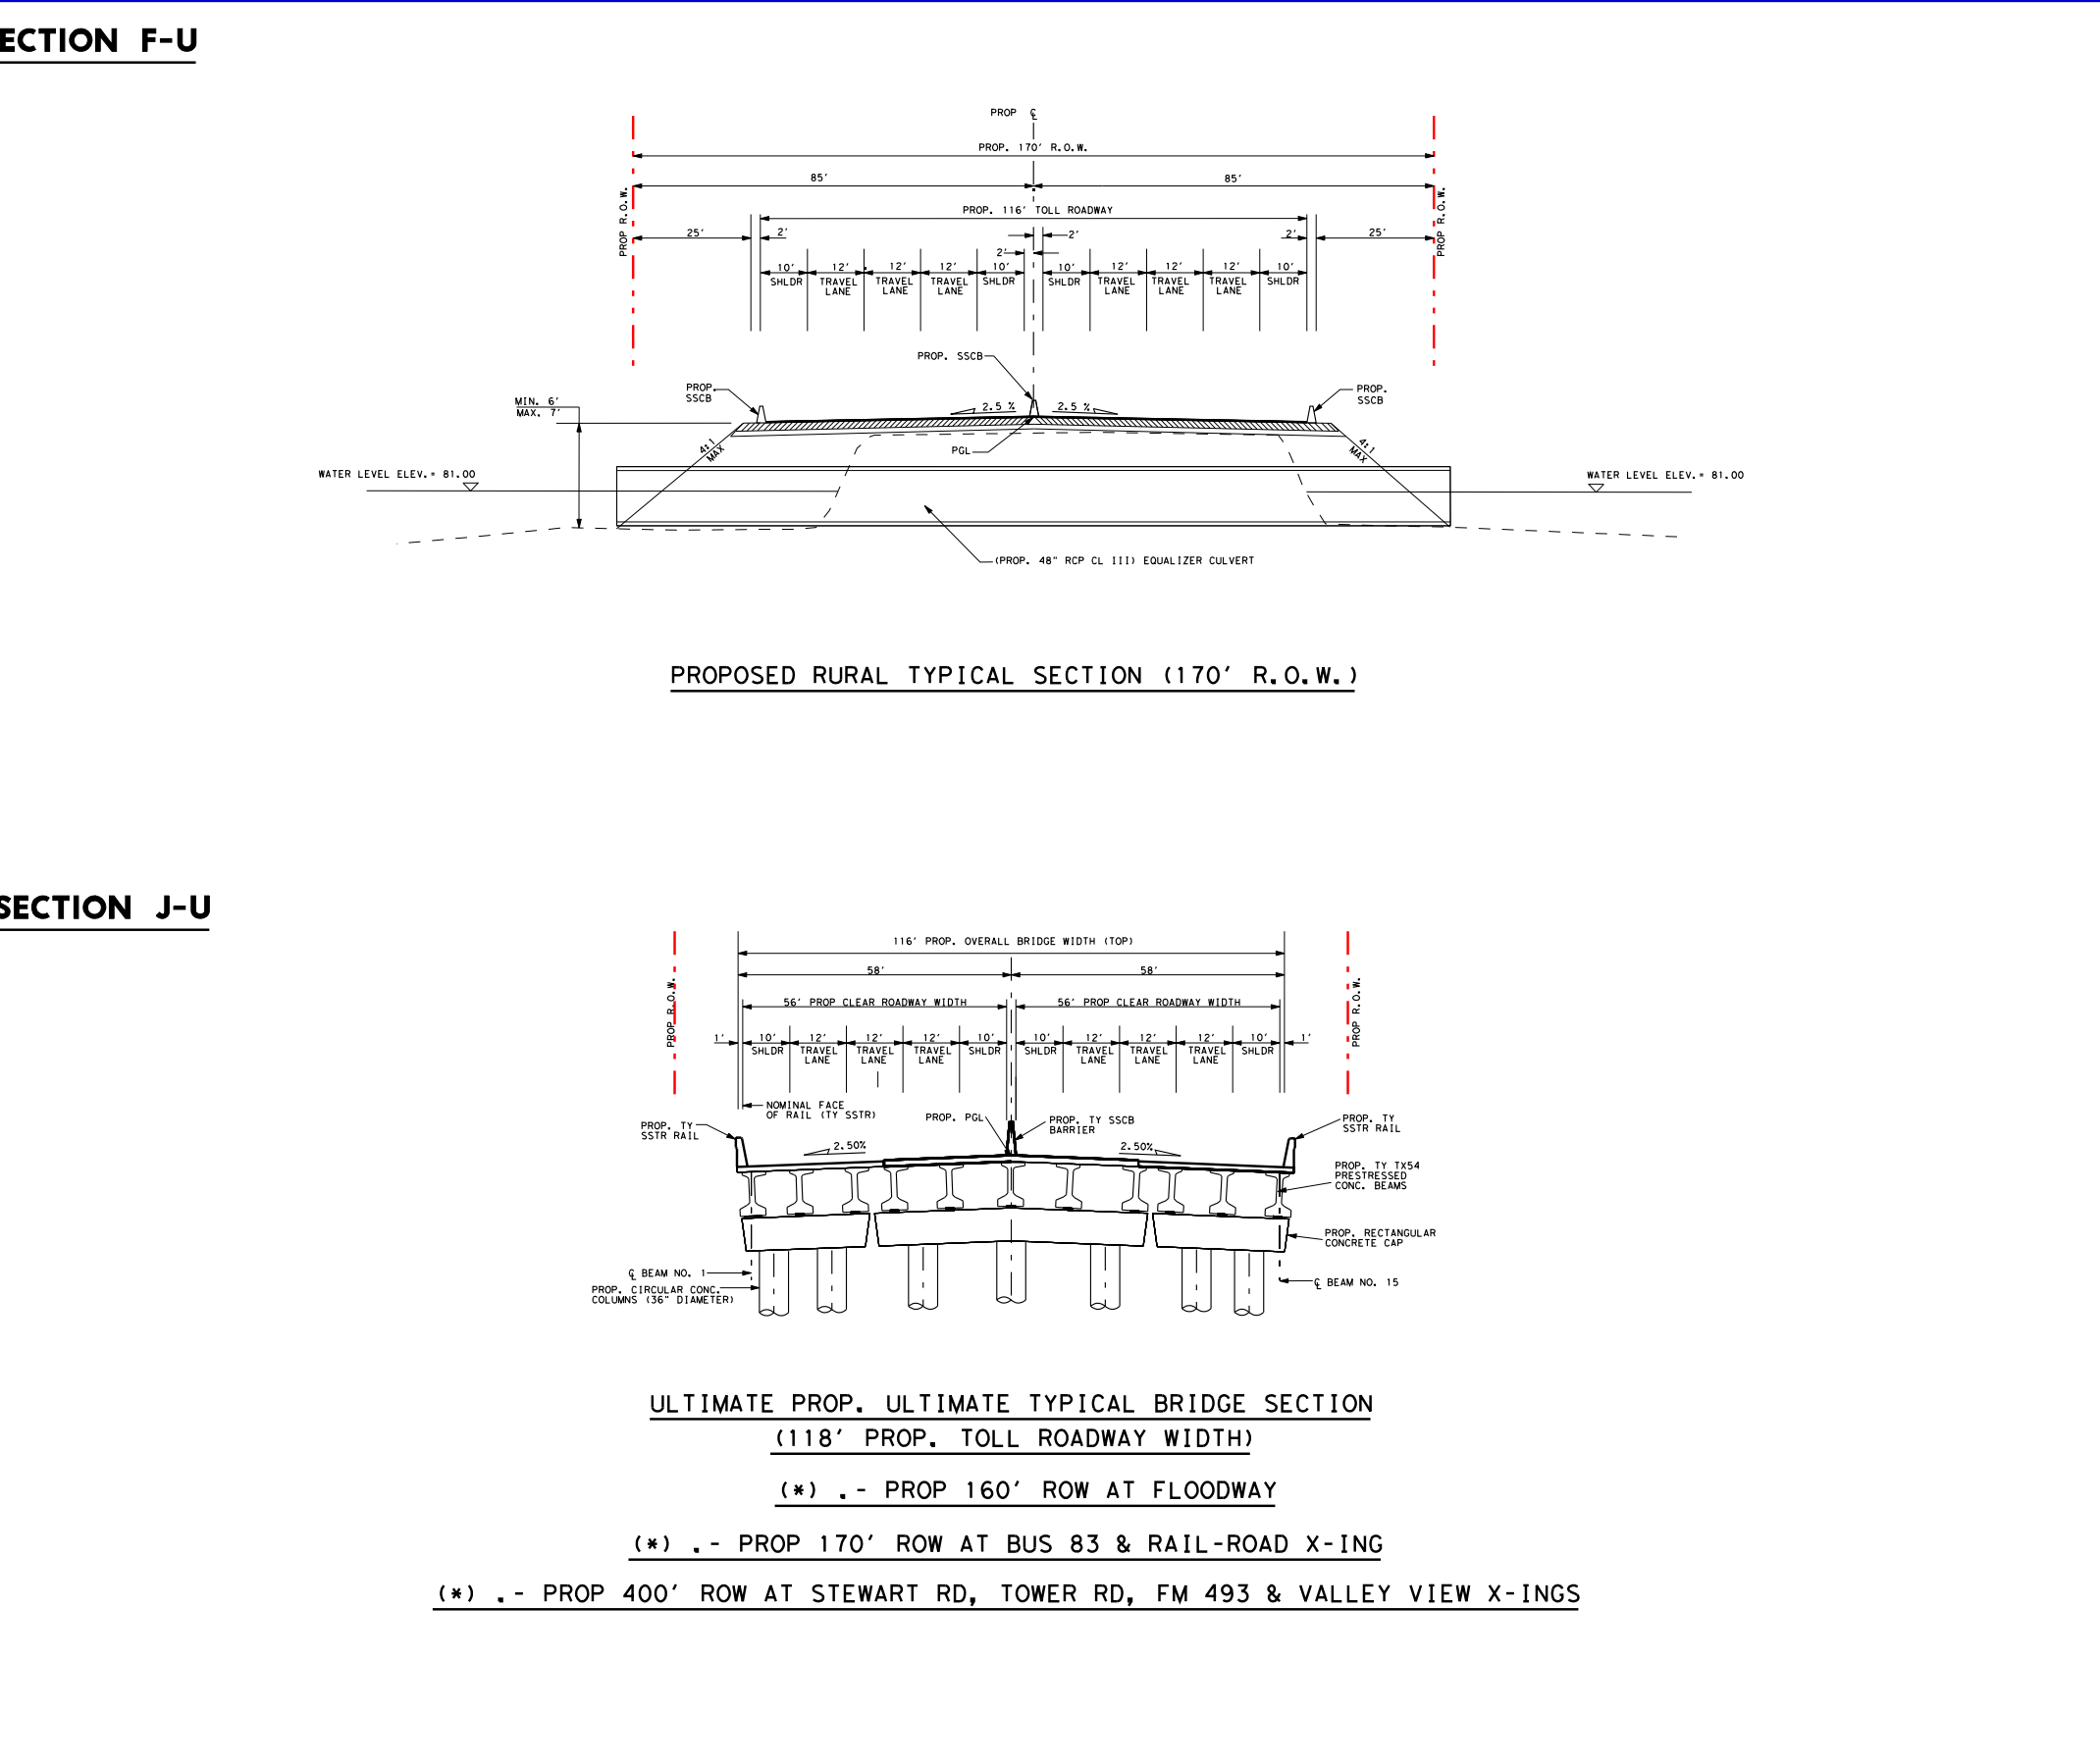 ECTION F-U
PROP ℄
PROP. 170' R.O.W.
85'
85'
PROP R.O.W.
PROP R.O.W.
PROP. 116' TOLL ROADWAY
25'
2'
2'
2'
2'
25'
10'
12'
12'
12'
10'
10'
12'
12'
12'
10'
SHLDR
TRAVEL
LANE
TRAVEL
LANE
TRAVEL
LANE
SHLDR
SHLDR
TRAVEL
LANE
TRAVEL
LANE
TRAVEL
LANE
SHLDR
PROP. SSCB
PROP.
SSCB
PROP.
SSCB
MIN. 6'
MAX. 7'
2.5 %
2.5 %
4:1
MAX
4:1
MAX
PGL
WATER LEVEL ELEV.= 81.00
WATER LEVEL ELEV.= 81.00
(PROP. 48" RCP CL III) EQUALIZER CULVERT
PROPOSED RURAL TYPICAL SECTION (170' R.O.W.)
SECTION J-U
116' PROP. OVERALL BRIDGE WIDTH (TOP)
58'
58'
PROP R.O.W.
PROP R.O.W.
56' PROP CLEAR ROADWAY WIDTH
56' PROP CLEAR ROADWAY WIDTH
1'
10'
12'
12'
12'
10'
10'
12'
12'
12'
10'
1'
SHLDR
TRAVEL
LANE
TRAVEL
LANE
TRAVEL
LANE
SHLDR
SHLDR
TRAVEL
LANE
TRAVEL
LANE
TRAVEL
LANE
SHLDR
NOMINAL FACE
OF RAIL (TY SSTR)
PROP. PGL
PROP. TY SSCB
BARRIER
PROP. TY
SSTR RAIL
PROP. TY
SSTR RAIL
2.50%
2.50%
PROP. TY TX54
PRESTRESSED
CONC. BEAMS
PROP. RECTANGULAR
CONCRETE CAP
℄ BEAM NO. 1
℄ BEAM NO. 15
PROP. CIRCULAR CONC.
COLUMNS (36" DIAMETER)
ULTIMATE PROP. ULTIMATE TYPICAL BRIDGE SECTION
(118' PROP. TOLL ROADWAY WIDTH)
(*) .- PROP 160' ROW AT FLOODWAY
(*) .- PROP 170' ROW AT BUS 83 & RAIL-ROAD X-ING
(*) .- PROP 400' ROW AT STEWART RD, TOWER RD, FM 493 & VALLEY VIEW X-INGS